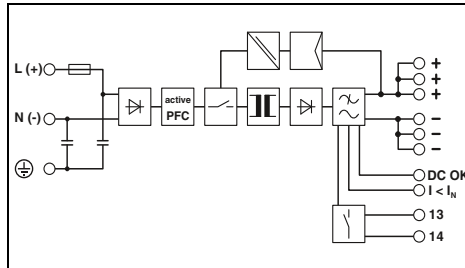 L (+)
active
PFC
N (-)
+
+
+
–
–
–
DC OK
I < IN
13
14